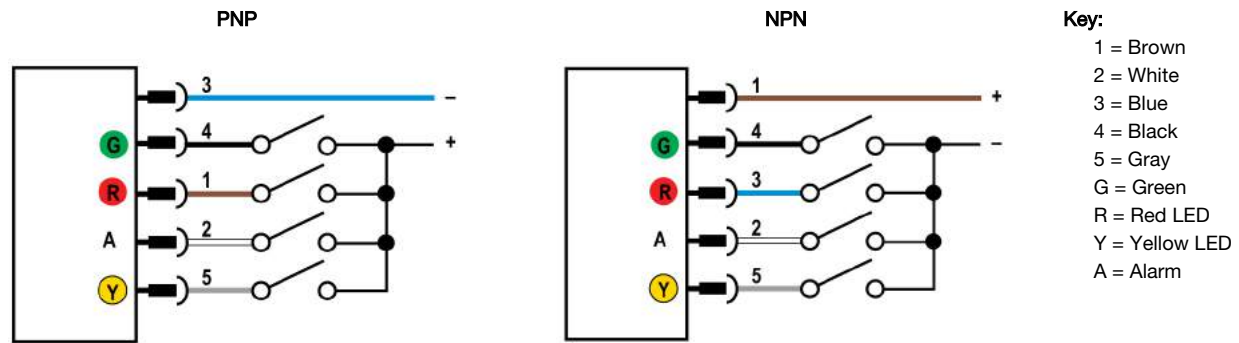 PNP
3
−
G
4
+
R
1
A
2
Y
5
NPN
1
+
G
4
−
R
3
A
2
Y
5
Key:
1 = Brown
2 = White
3 = Blue
4 = Black
5 = Gray
G = Green
R = Red LED
Y = Yellow LED
A = Alarm